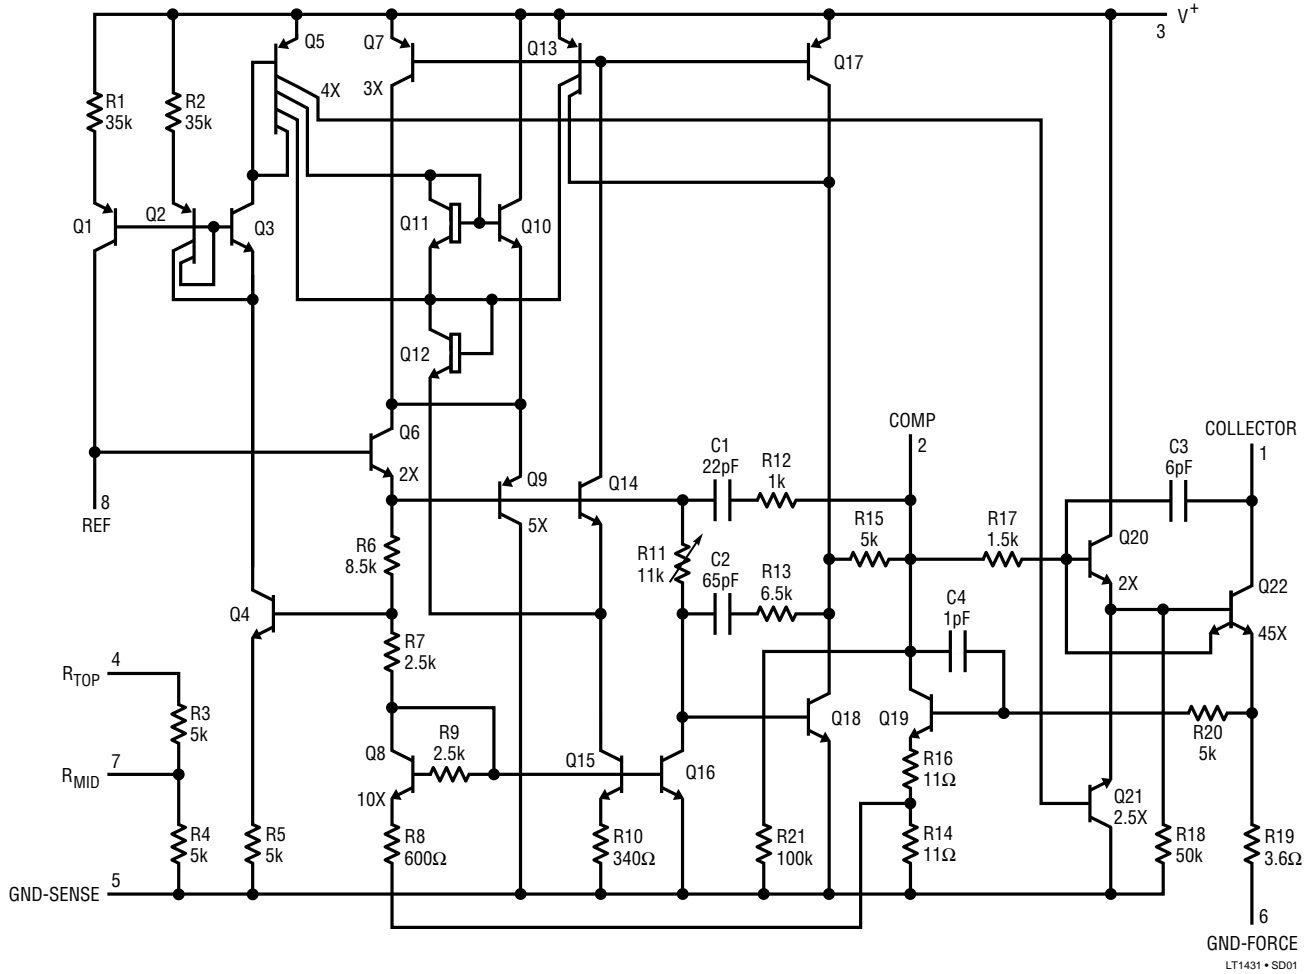 V+
3
Q5
Q7
Q13
Q17
4X
3X
R1
35k
R2
35k
Q1
Q2
Q3
Q11
Q10
Q12
COMP
2
COLLECTOR
1
Q6
2X
C1
22pF
R12
1k
C3
6pF
8
REF
Q9
5X
Q14
R6
8.5k
R11
11k
C2
65pF
R13
6.5k
R15
5k
R17
1.5k
Q20
2X
Q22
45X
Q4
R7
2.5k
C4
1pF
4
RTOP
R3
5k
7
RMID
Q8
10X
R9
2.5k
Q15
Q16
Q18
Q19
R20
5k
R16
11Ω
Q21
2.5X
R4
5k
R5
5k
R8
600Ω
R10
340Ω
R21
100k
R14
11Ω
R18
50k
R19
3.6Ω
5
GND-SENSE
6
GND-FORCE
LT1431 • SD01